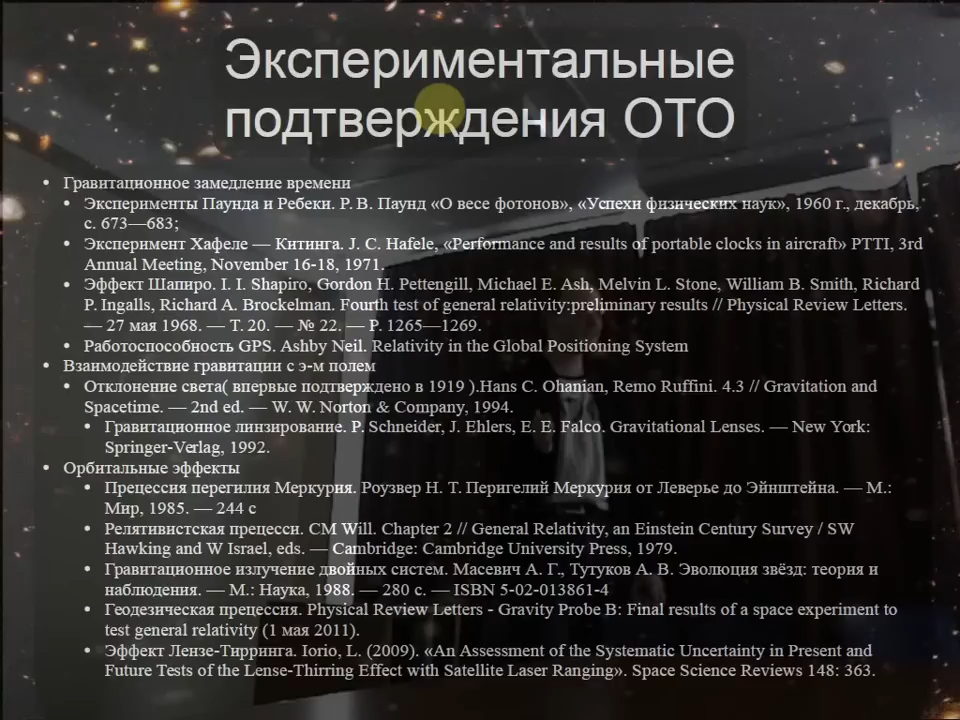 Экспериментальные
подтверждения ОТО
• Гравитационное замедление времени
• Эксперименты Паунда и Ребеки. Р. В. Паунд «О весе фотонов», «Успехи физических наук», 1960 г., декабрь,
с. 673—683;
• Эксперимент Хафеле — Китинга. J. C. Hafele, «Performance and results of portable clocks in aircraft» PTTI, 3rd
Annual Meeting, November 16-18, 1971.
• Эффект Шапиро. I. I. Shapiro, Gordon H. Pettengill, Michael E. Ash, Melvin L. Stone, William B. Smith, Richard
P. Ingalls, Richard A. Brockelman. Fourth test of general relativity:preliminary results // Physical Review Letters.
— 27 мая 1968. — Т. 20. — № 22. — P. 1265—1269.
• Работоспособность GPS. Ashby Neil. Relativity in the Global Positioning System
• Взаимодействие гравитации с э-м полем
• Отклонение света( впервые подтверждено в 1919 ).Hans C. Ohanian, Remo Ruffini. 4.3 // Gravitation and
Spacetime. — 2nd ed. — W. W. Norton & Company, 1994.
• Гравитационное линзирование. P. Schneider, J. Ehlers, E. E. Falco. Gravitational Lenses. — New York:
Springer-Verlag, 1992.
• Орбитальные эффекты
• Прецессия перегилия Меркурия. Роузвер Н. Т. Перигелий Меркурия от Леверье до Эйнштейна. — М.:
Мир, 1985. — 244 с
• Релятивистская прецесси. CM Will. Chapter 2 // General Relativity, an Einstein Century Survey / SW
Hawking and W Israel, eds. — Cambridge: Cambridge University Press, 1979.
• Гравитационное излучение двойных систем. Масевич А. Г., Тутуков А. В. Эволюция звёзд: теория и
наблюдения. — М.: Наука, 1988. — 280 с. — ISBN 5-02-013861-4
• Геодезическая прецессия. Physical Review Letters - Gravity Probe B: Final results of a space experiment to
test general relativity (1 мая 2011).
• Эффект Лензе-Тирринга. Iorio, L. (2009). «An Assessment of the Systematic Uncertainty in Present and
Future Tests of the Lense-Thirring Effect with Satellite Laser Ranging». Space Science Reviews 148: 363.